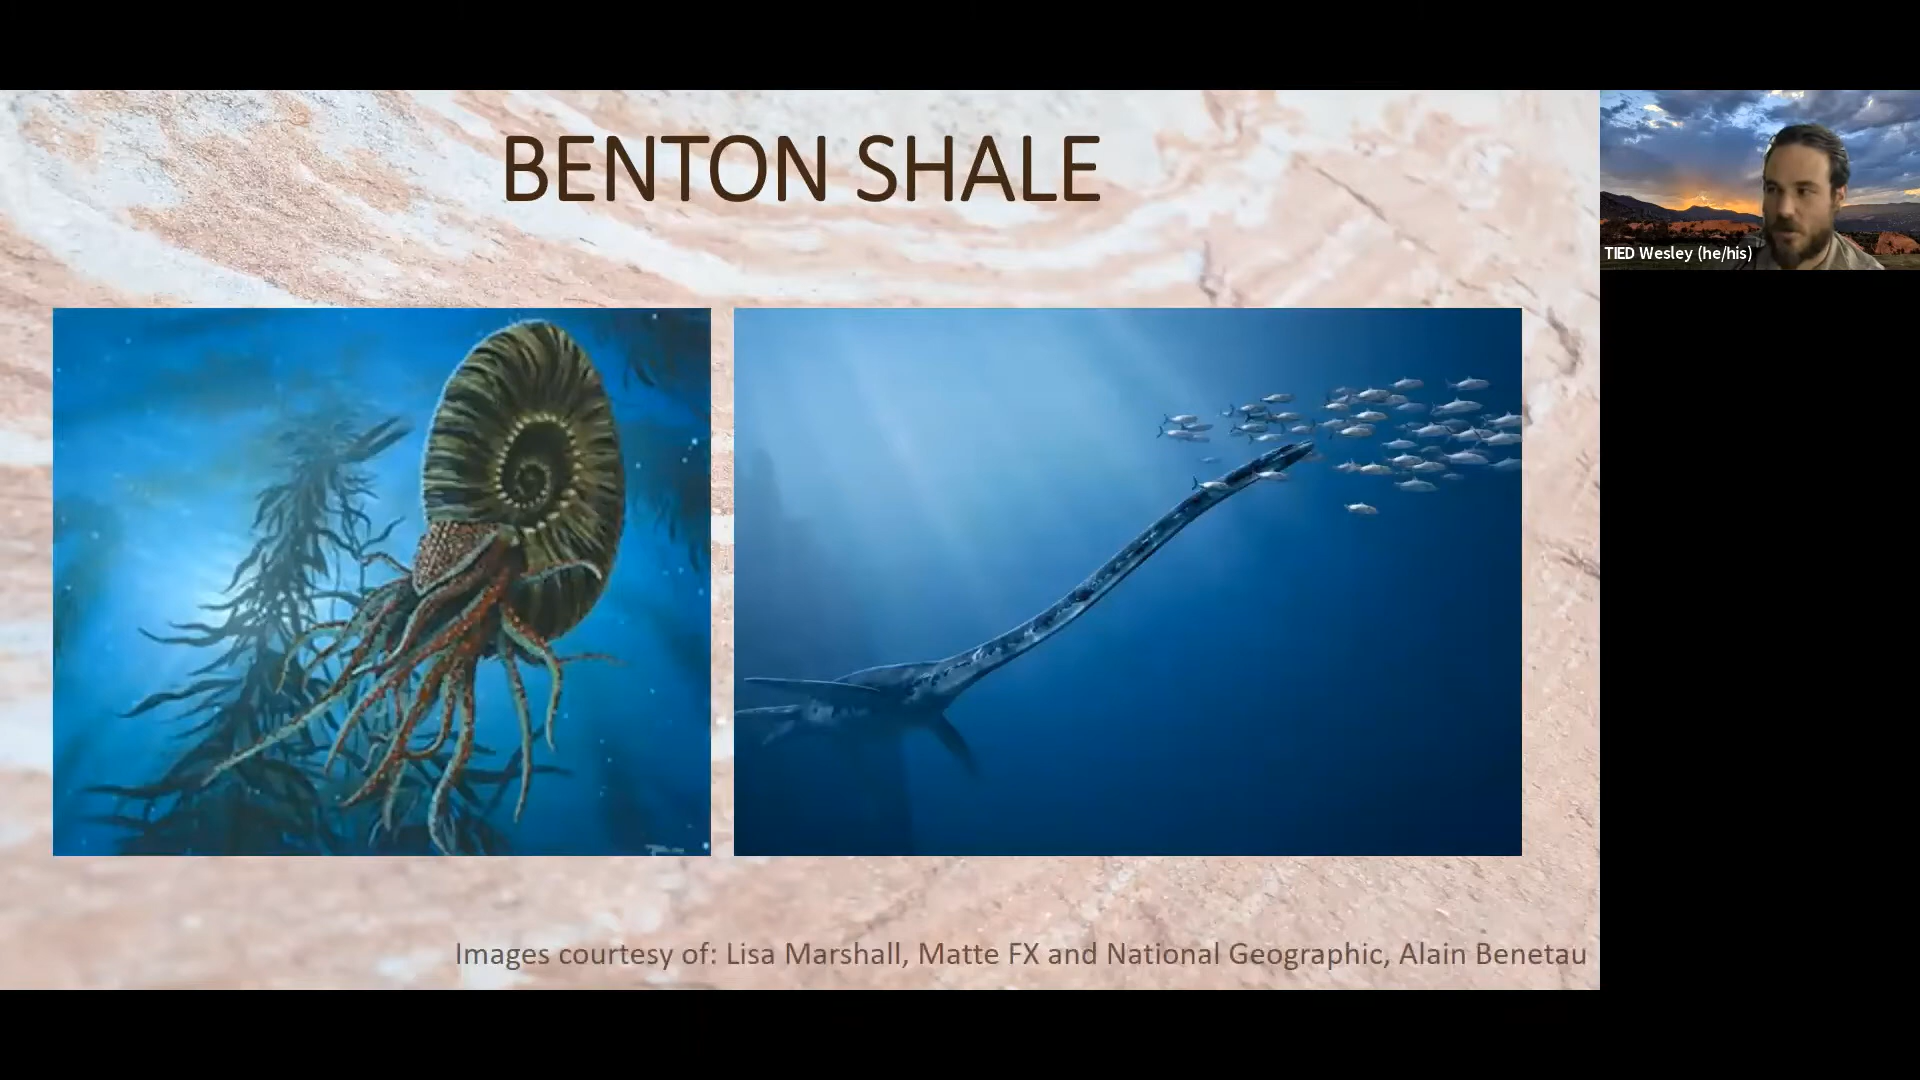 BENTON SHALE
TIED Wesley (he/his)
Images courtesy of: Lisa Marshall, Matte FX and National Geographic, Alain Benetau